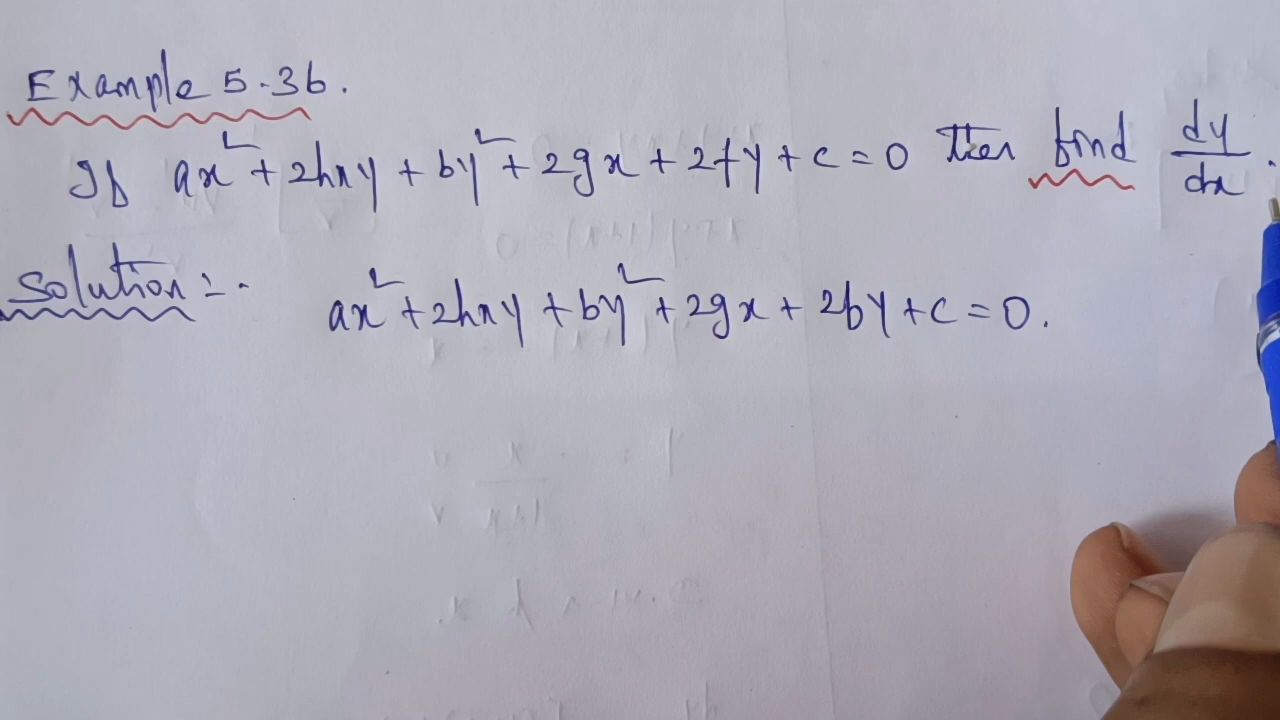 Example 5.36.
If ax² + 2hxy + by² + 2gx + 2fy + c = 0 then find dy/dx.
Solution:-
ax² + 2hxy + by² + 2gx + 2fy + c = 0.